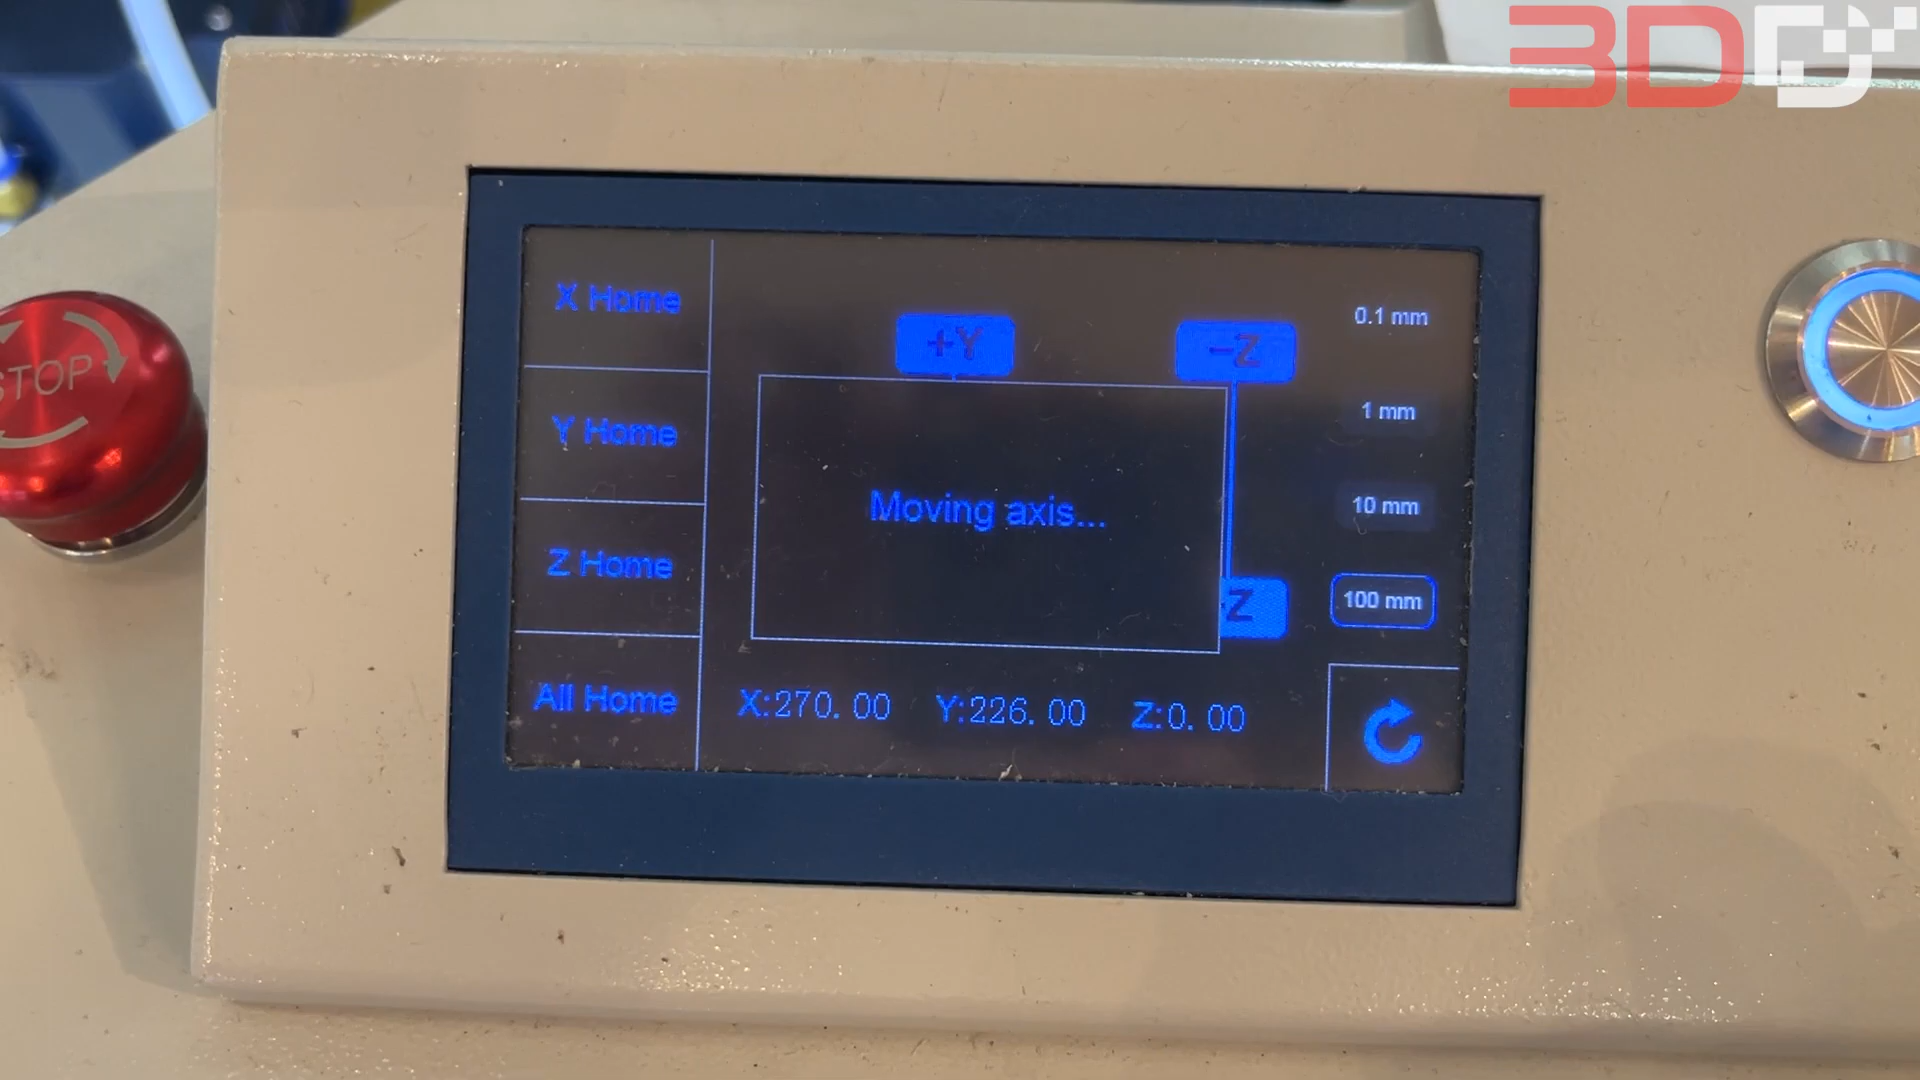 3DD
STOP
X Home
Y Home
Z Home
All Home
+Y
-Z
Z
Moving axis...
X:270.00 Y:226.00 Z:0.00
0.1 mm
1 mm
10 mm
100 mm